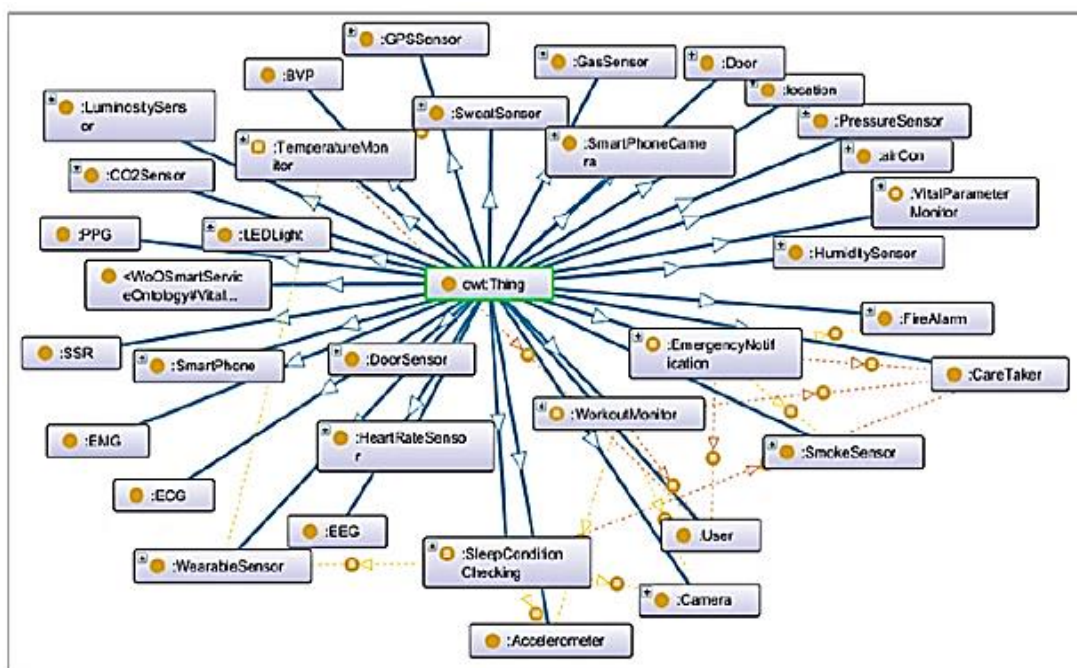 :GPSSensor
:GasSensor
:Door
:BVP
:location
:LuminostySens
or
:SweatSensor
:PressureSensor
:TemperatureMon
itor
:SmartPhoneCame
ra
:airCon
:CO2Sensor
:VitalParameter
Monitor
:PPG
:LEDLight
:HumiditySensor
<WoOSmartServic
eOntology#Vital...
owl:Thing
:FireAlarm
:SSR
:SmartPhone
:DoorSensor
:EmergencyNotif
ication
:CareTaker
:WorkoutMonitor
:EMG
:HeartRateSenso
r
:SmokeSensor
:ECG
:EEG
:User
:WearableSensor
:SleepCondition
Checking
:Camera
:Accelerometer